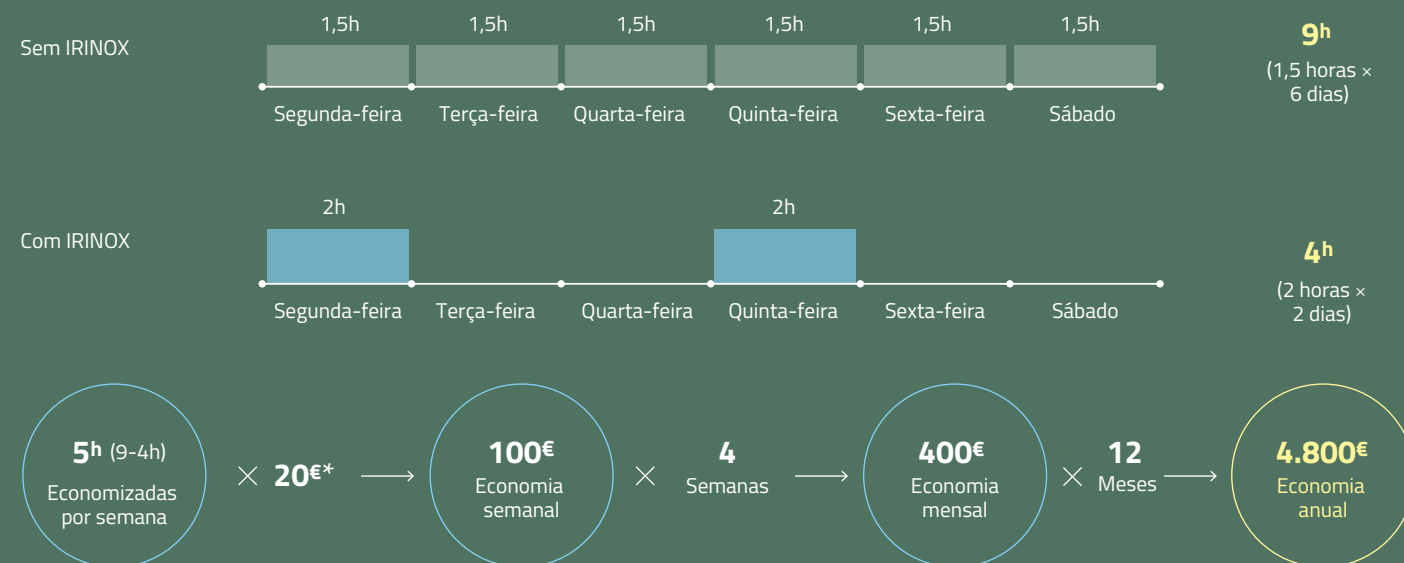 Sem IRINOX
1,5h 1,5h 1,5h 1,5h 1,5h 1,5h
Segunda-feira Terça-feira Quarta-feira Quinta-feira Sexta-feira Sábado
9h
(1,5 horas ×
6 dias)
Com IRINOX
2h 2h
Segunda-feira Terça-feira Quarta-feira Quinta-feira Sexta-feira Sábado
4h
(2 horas ×
2 dias)
5h (9-4h)
Economizadas
por semana
× 20€*
100€
Economia
semanal
× 4
Semanas
400€
Economia
mensal
× 12
Meses
4.800€
Economia
anual